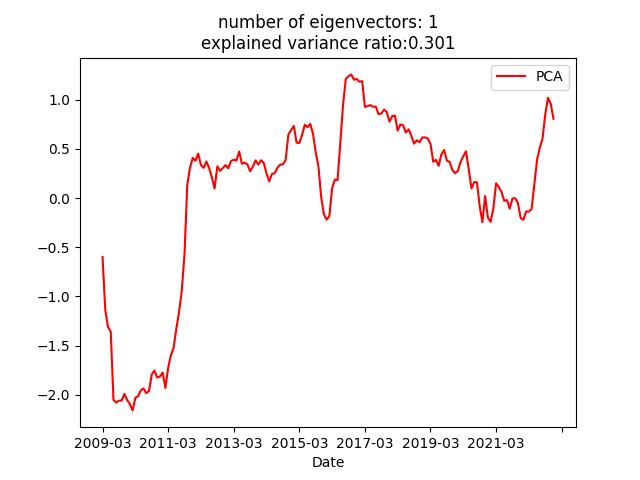 number of eigenvectors: 1
explained variance ratio:0.301
PCA
1.0
0.5
0.0
−0.5
−1.0
−1.5
−2.0
2009-03 2011-03 2013-03 2015-03 2017-03 2019-03 2021-03
Date